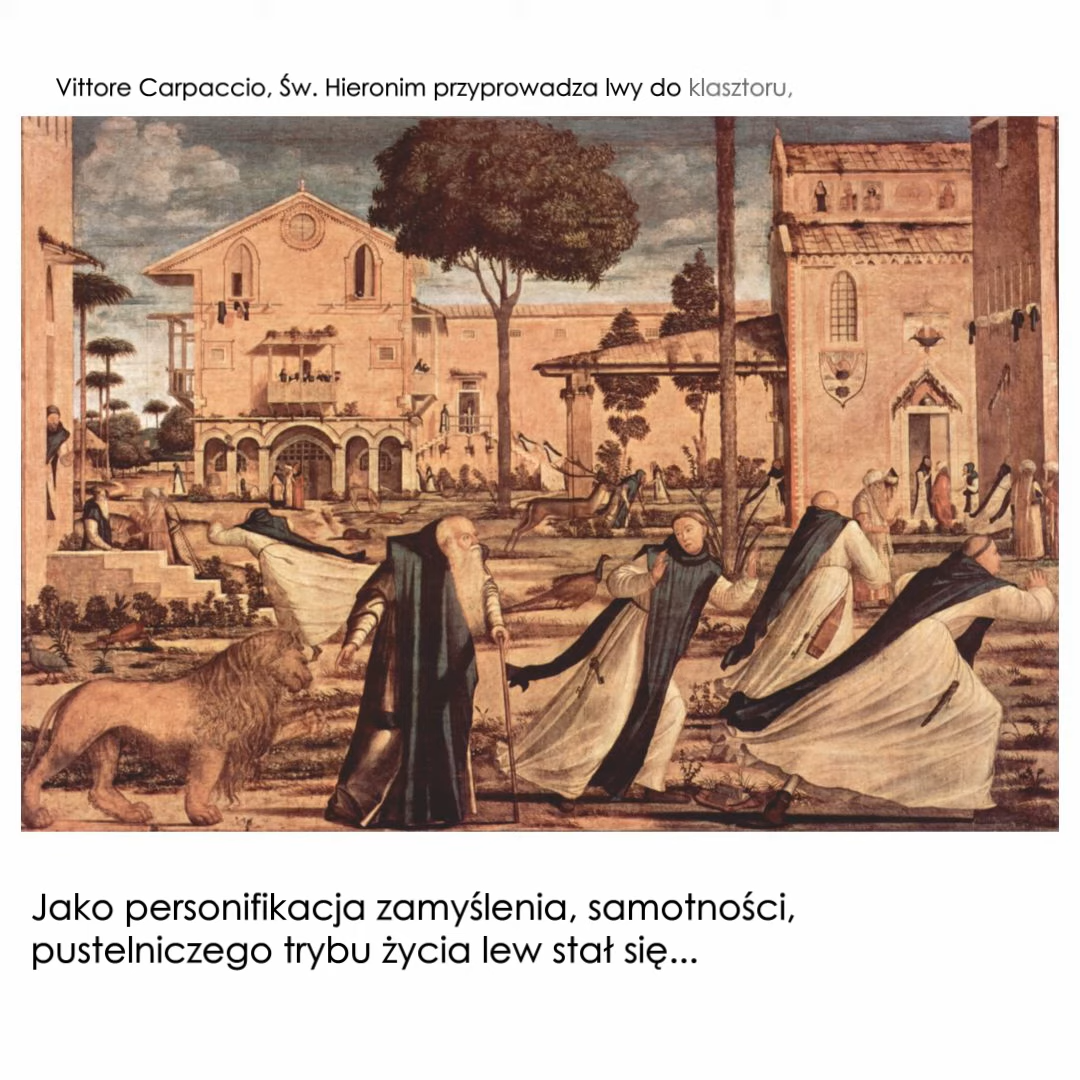 Vittore Carpaccio, Św. Hieronim przyprowadza lwy do klasztoru,
Jako personifikacja zamyślenia, samotności,
pustelniczego trybu życia lew stał się...